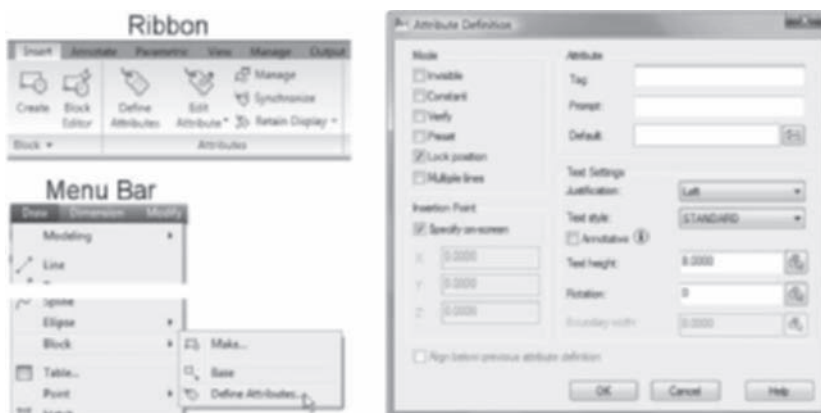 Ribbon
Insert Annotate Parametric View Manage Output
Create
Block Editor
Define Attributes
Edit Attribute
Manage
Synchronize
Retain Display
Block
Attributes
Menu Bar
Draw Dimension Modify
Modeling
Line
Spline
Ellipse
Block
Table...
Point
Make...
Base
Define Attributes...
Attribute Definition
Mode
Invisible
Constant
Verify
Preset
Lock position
Multiple lines
Insertion Point
Specify on-screen
X: 0.0000
Y: 0.0000
Z: 0.0000
Attribute
Tag:
Prompt:
Default:
Text Settings
Justification: Left
Text style: STANDARD
Annotative
Text height: 8.0000
Rotation: 0
Boundary width: 0.0000
Align below previous attribute definition
OK Cancel Help